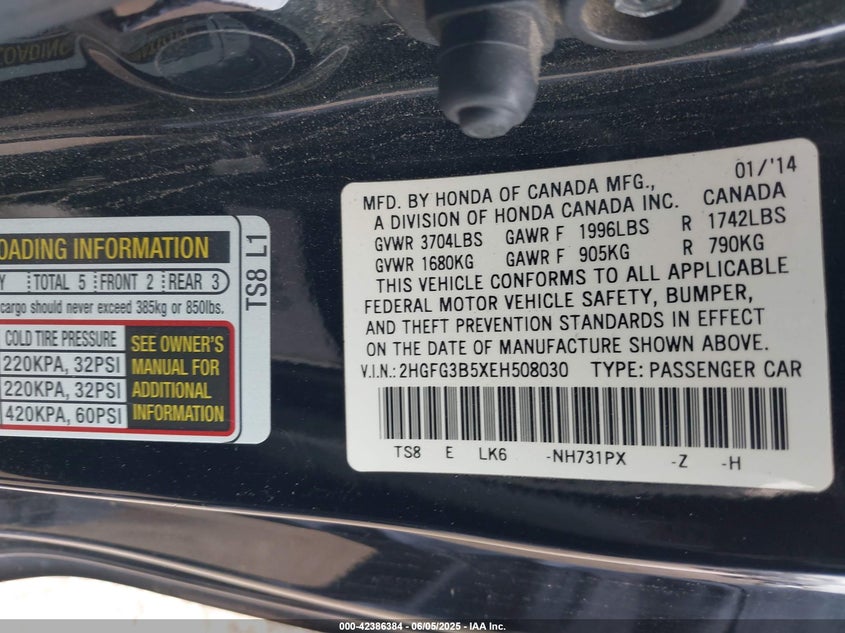 OADING INFORMATION
Y TOTAL 5 FRONT 2 REAR 3
cargo should never exceed 385kg or 850lbs.
COLD TIRE PRESSURE
220KPA, 32PSI
220KPA, 32PSI
420KPA, 60PSI
SEE OWNER'S
MANUAL FOR
ADDITIONAL
INFORMATION
TS8 L1
01/'14
MFD. BY HONDA OF CANADA MFG.,
A DIVISION OF HONDA CANADA INC. CANADA
GVWR 3704LBS GAWR F 1996LBS R 1742LBS
GVWR 1680KG GAWR F 905KG R 790KG
THIS VEHICLE CONFORMS TO ALL APPLICABLE
FEDERAL MOTOR VEHICLE SAFETY, BUMPER,
AND THEFT PREVENTION STANDARDS IN EFFECT
ON THE DATE OF MANUFACTURE SHOWN ABOVE.
V.I.N.: 2HGFG3B5XEH508030 TYPE: PASSENGER CAR
TS8 E LK6 -NH731PX -Z -H
000-42386384 | 06/05/2025 - IAA Inc.